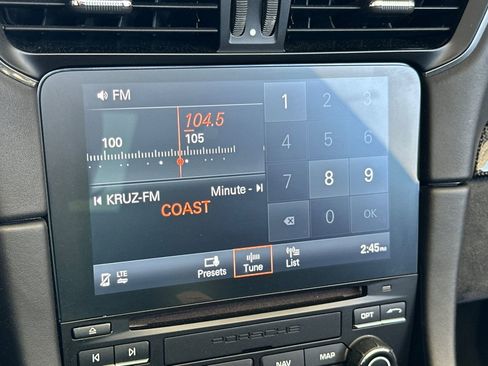 FM
104.5
100 105
KRUZ-FM Minute -
COAST
1 2 3
4 5 6
7 8 9
0 OK
LTE
Presets
Tune
List
2:45PM
PORSCHE
OPT
NAV
MAP